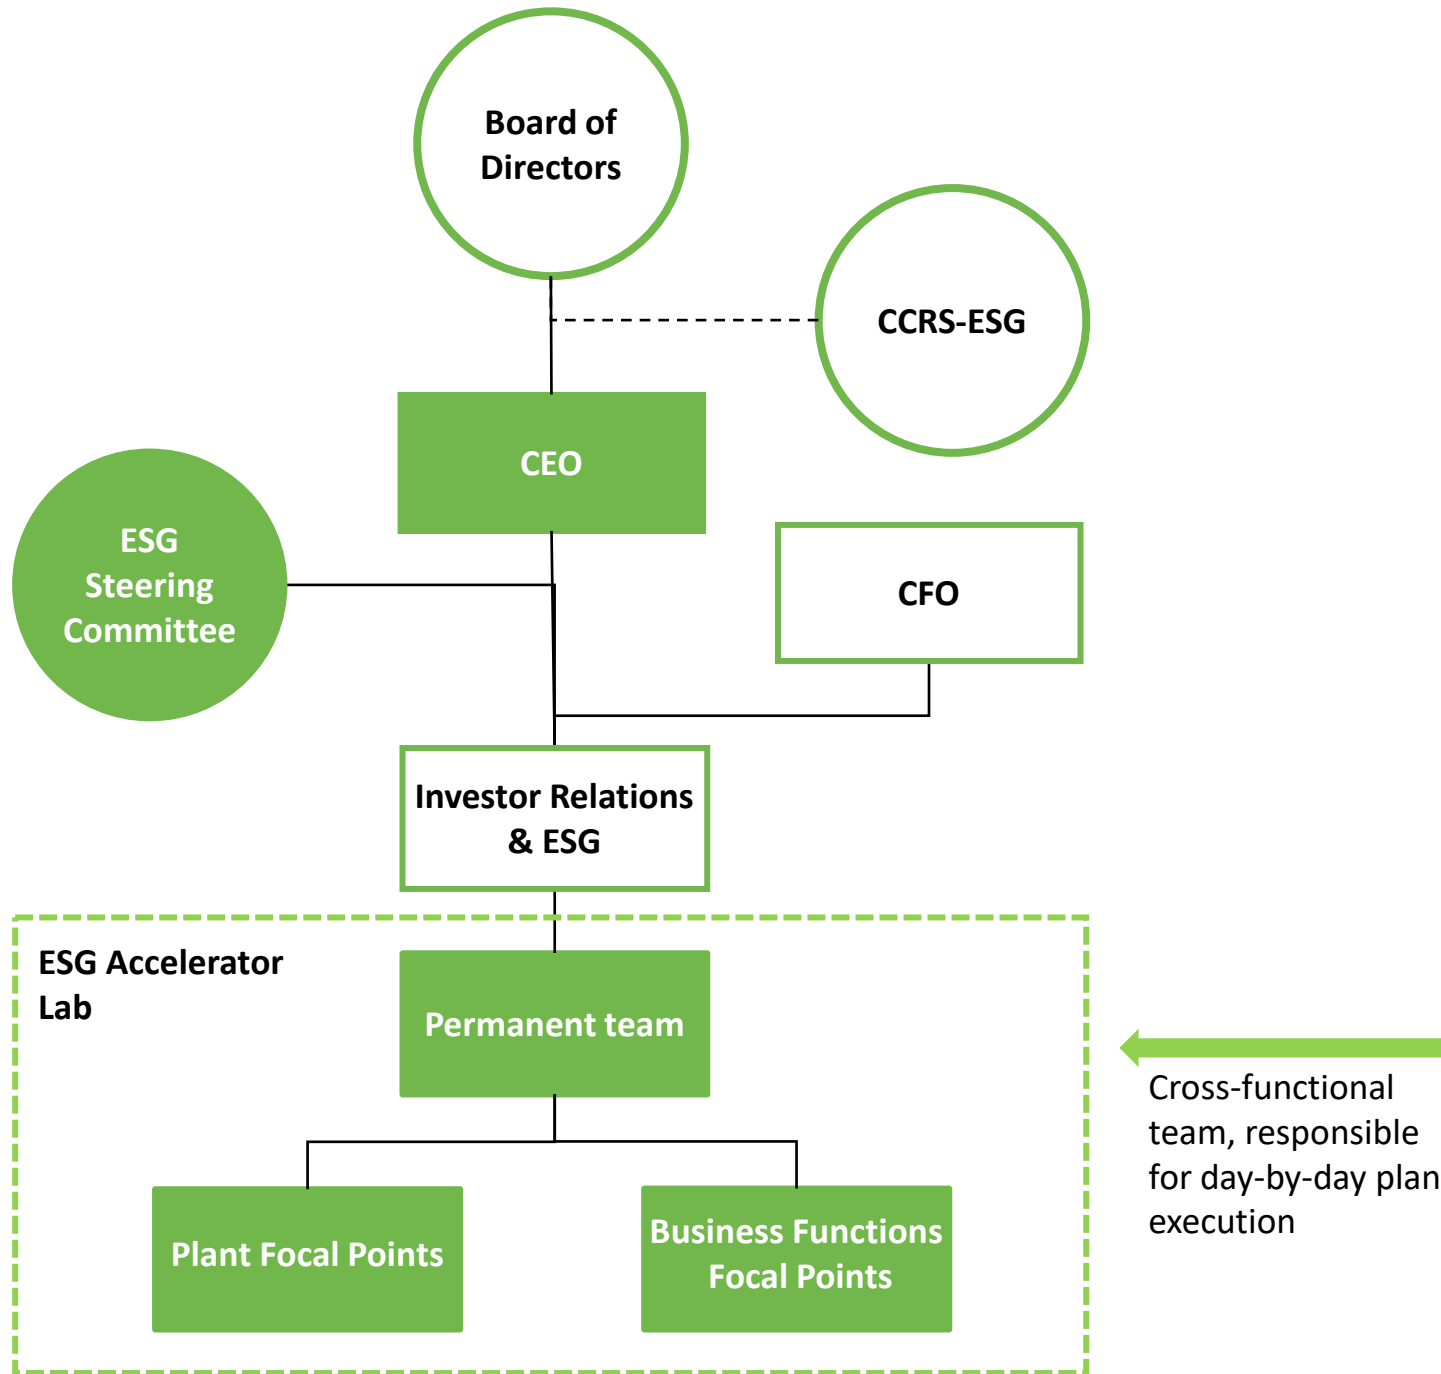 Board of
Directors
CCRS-ESG
CEO
ESG
Steering
Committee
CFO
Investor Relations
& ESG
ESG Accelerator
Lab
Permanent team
Cross-functional
team, responsible
for day-by-day plan
execution
Plant Focal Points
Business Functions
Focal Points